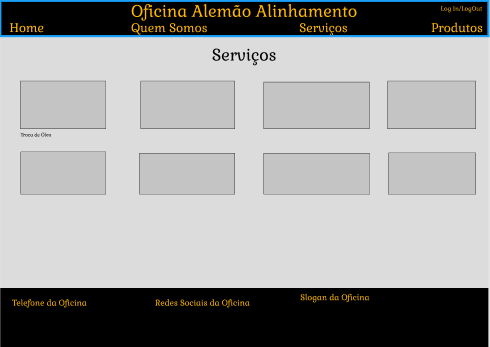 Oficina Alemão Alinhamento
Log In/LogOut
Home
Quem Somos
Serviços
Produtos
Serviços
Troca de Óleo
Telefone da Oficina
Redes Sociais da Oficina
Slogan da Oficina